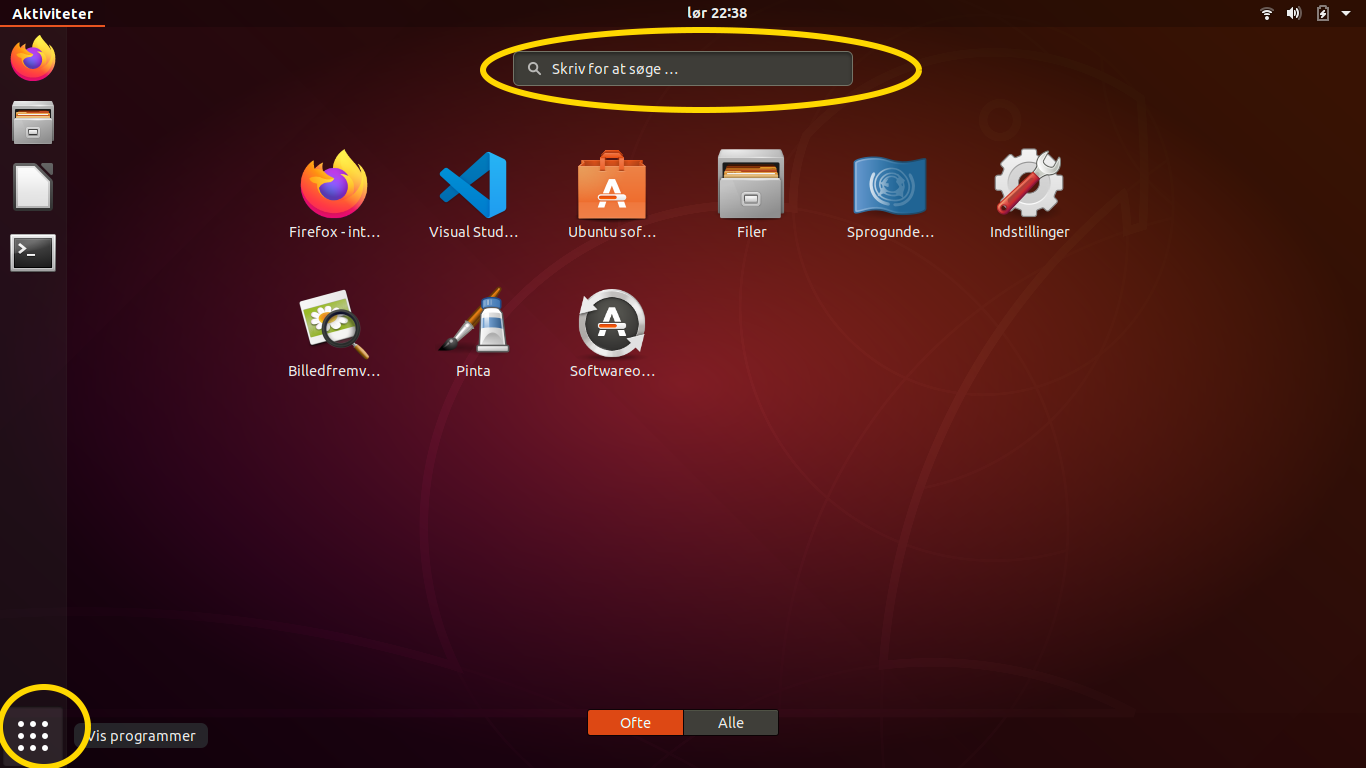 Aktiviteter
lør 22:38
Skriv for at søge …
Firefox - int…
Visual Stud…
Ubuntu sof…
Filer
Sprogunde…
Indstillinger
Billedfremv…
Pinta
Softwareo…
Vis programmer
Ofte
Alle